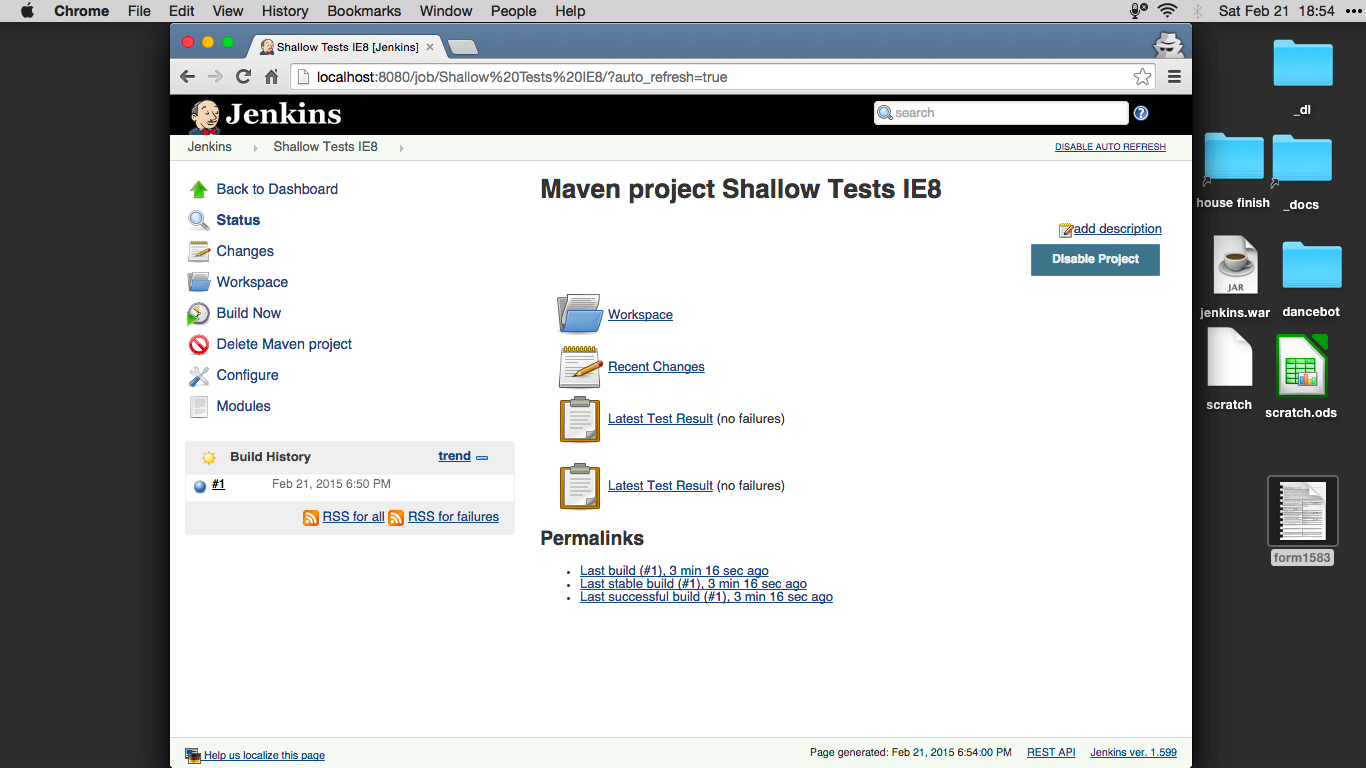 Chrome File Edit View History Bookmarks Window People Help Sat Feb 21 18:54
Shallow Tests IE8 [Jenkins]
localhost:8080/job/Shallow%20Tests%20IE8/?auto_refresh=true
Jenkins
search
Jenkins Shallow Tests IE8 DISABLE AUTO REFRESH
Back to Dashboard
Status
Changes
Workspace
Build Now
Delete Maven project
Configure
Modules
Build History trend
#1 Feb 21, 2015 6:50 PM
RSS for all RSS for failures
Maven project Shallow Tests IE8
add description
Disable Project
Workspace
Recent Changes
Latest Test Result (no failures)
Latest Test Result (no failures)
Permalinks
Last build (#1), 3 min 16 sec ago
Last stable build (#1), 3 min 16 sec ago
Last successful build (#1), 3 min 16 sec ago
Help us localize this page
Page generated: Feb 21, 2015 6:54:00 PM REST API Jenkins ver. 1.599
_dl
house finish _docs
JAR
jenkins.war dancebot
scratch scratch.ods
form1583